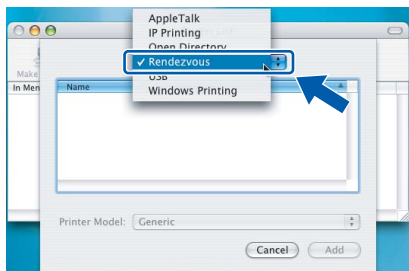 AppleTalk
IP Printing
Open Directory
✓ Rendezvous
USB
Windows Printing
Make
In Men
Name
Printer Model: Generic
Cancel Add